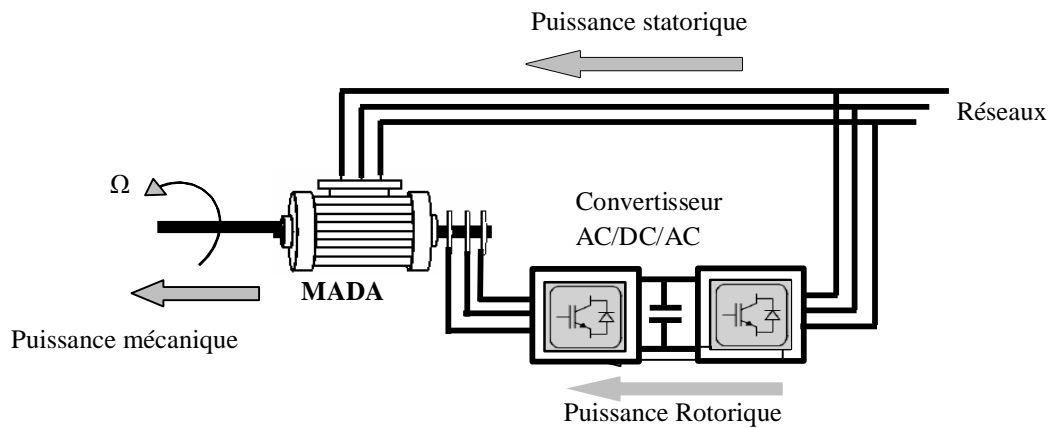 Puissance statorique
Réseaux
Ω
Convertisseur
AC/DC/AC
MADA
Puissance mécanique
Puissance Rotorique